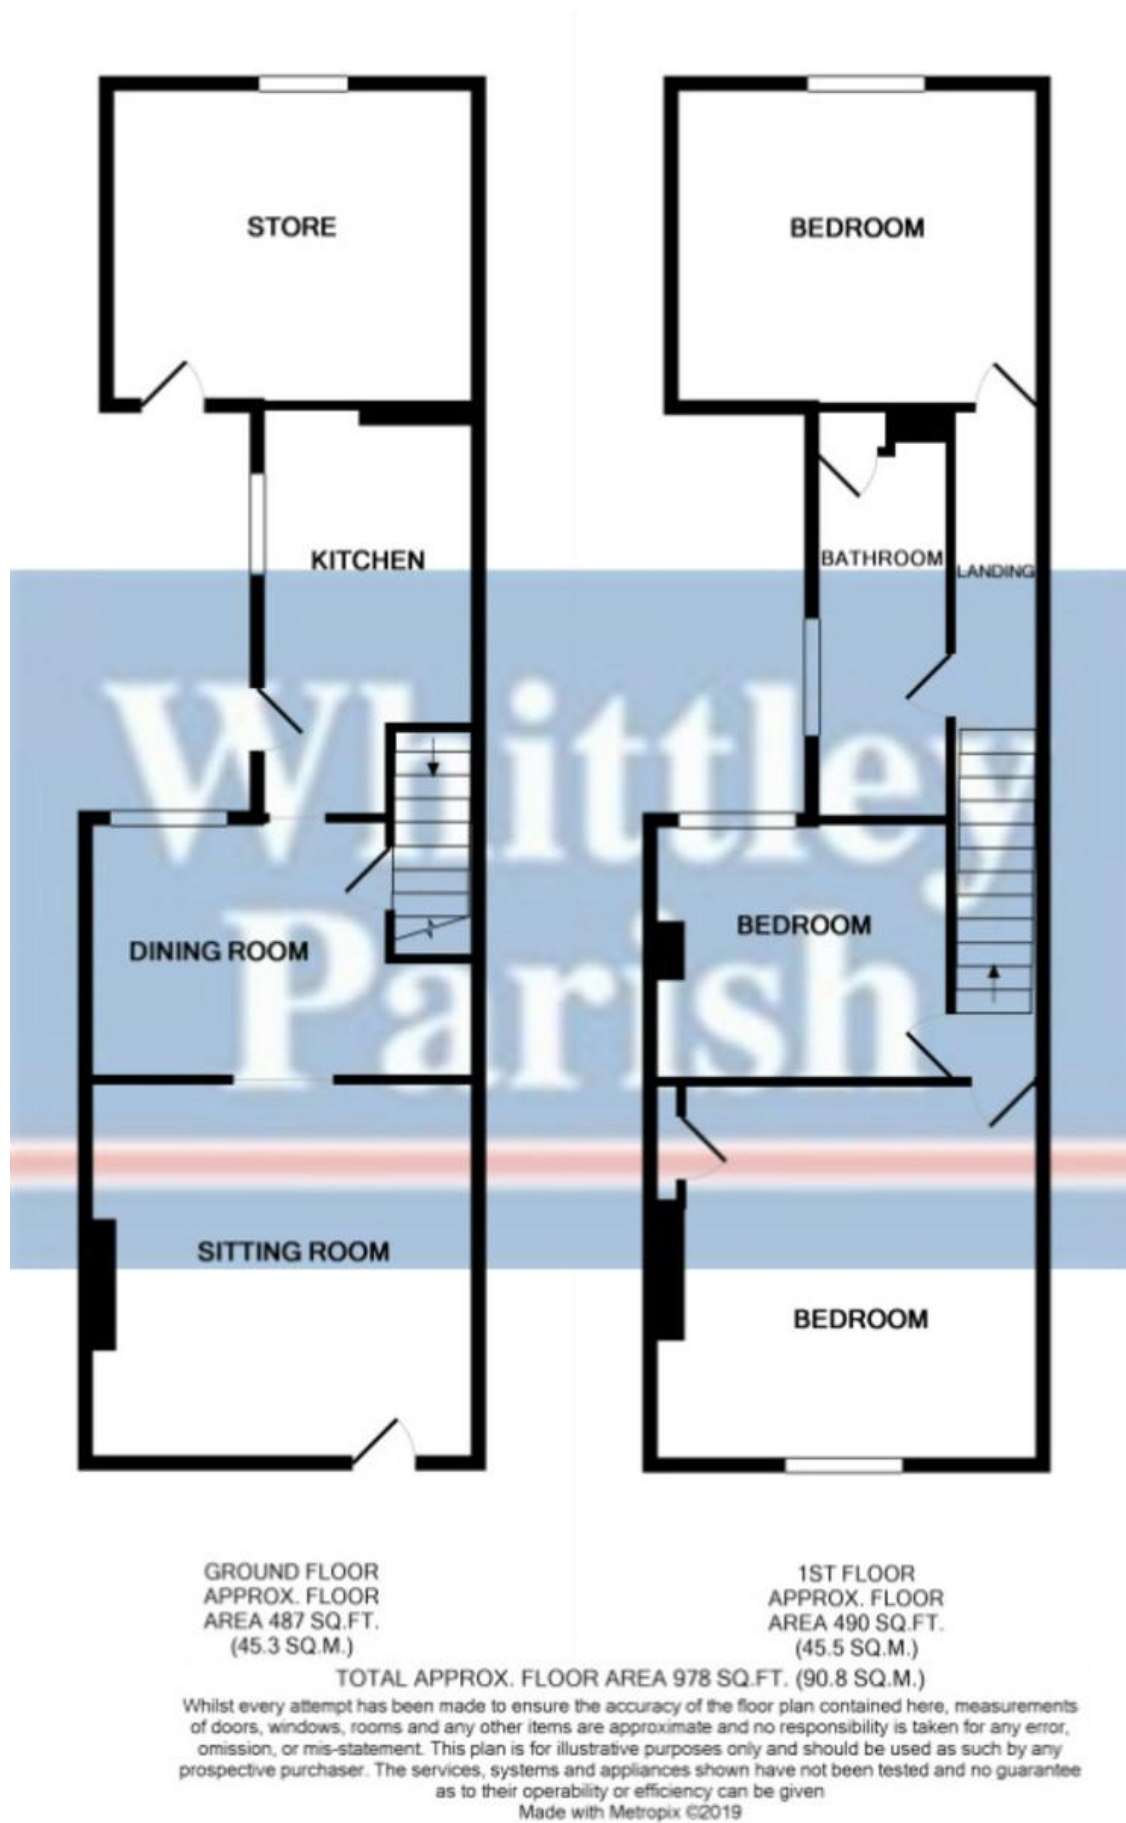 STORE
BEDROOM
KITCHEN
BATHROOM
LANDING
Whittley
Parish
DINING ROOM
BEDROOM
SITTING ROOM
BEDROOM
GROUND FLOOR
APPROX. FLOOR
AREA 487 SQ.FT.
(45.3 SQ.M.)
1ST FLOOR
APPROX. FLOOR
AREA 490 SQ.FT.
(45.5 SQ.M.)
TOTAL APPROX. FLOOR AREA 978 SQ.FT. (90.8 SQ.M.)
Whilst every attempt has been made to ensure the accuracy of the floor plan contained here, measurements
of doors, windows, rooms and any other items are approximate and no responsibility is taken for any error,
omission, or mis-statement. This plan is for illustrative purposes only and should be used as such by any
prospective purchaser. The services, systems and appliances shown have not been tested and no guarantee
as to their operability or efficiency can be given
Made with Metropix ©2019